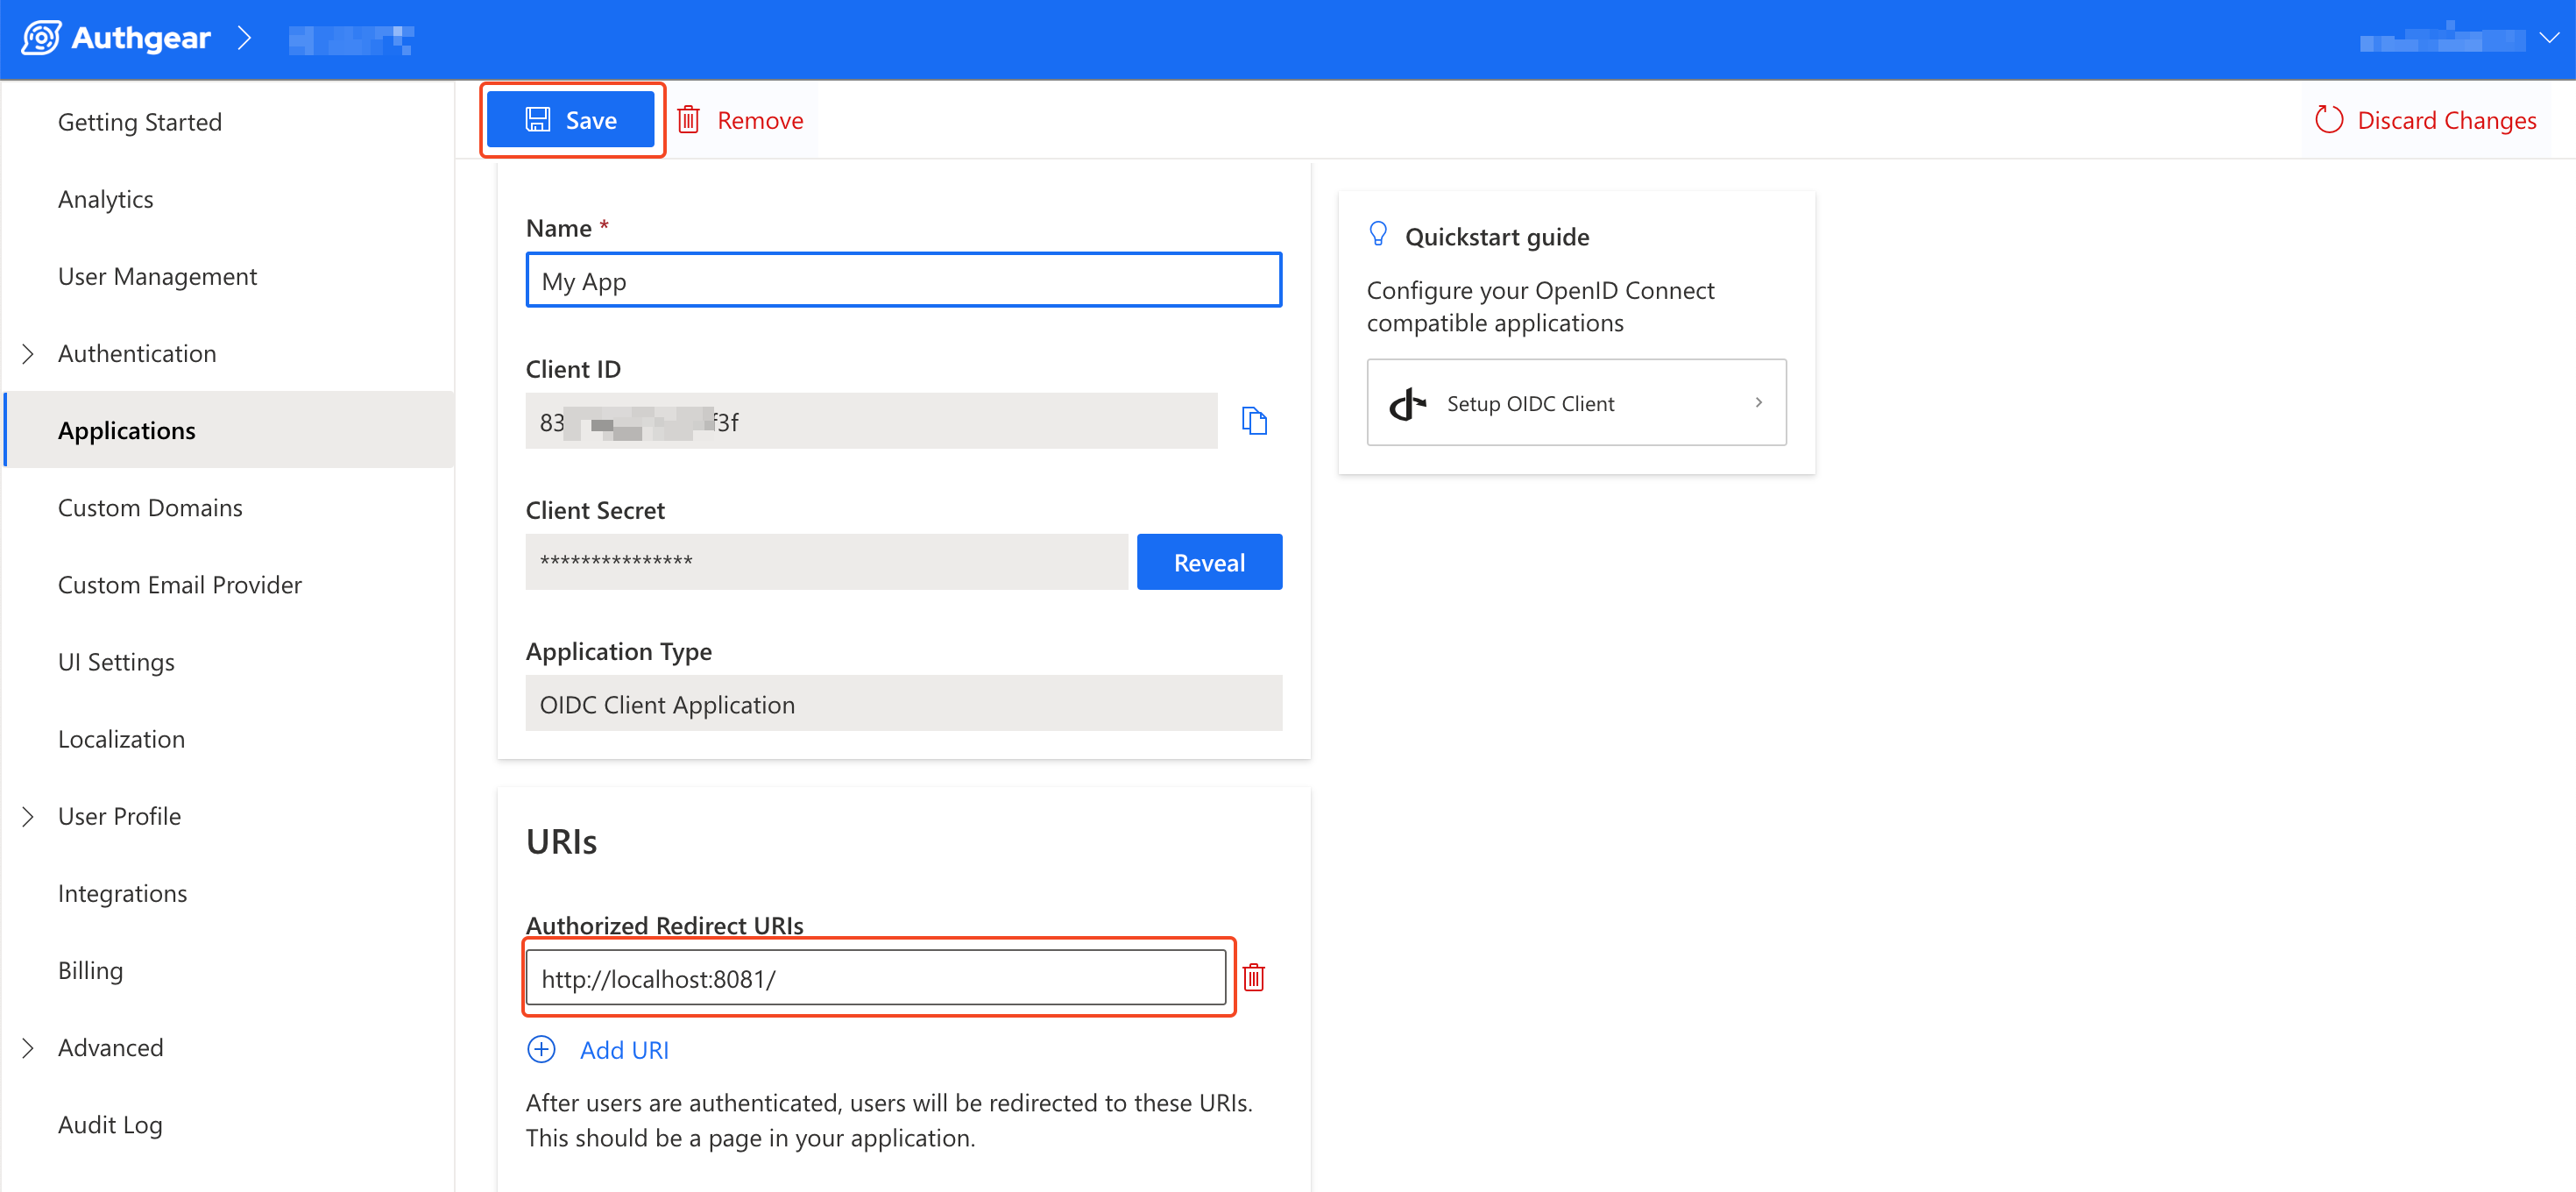 Authgear
Save
Remove
Discard Changes
Getting Started
Analytics
User Management
Authentication
Applications
Custom Domains
Custom Email Provider
UI Settings
Localization
User Profile
Integrations
Billing
Advanced
Audit Log
Name *
My App
Client ID
83 f3f
Client Secret
***************
Reveal
Application Type
OIDC Client Application
URIs
Authorized Redirect URIs
http://localhost:8081/
Add URI
After users are authenticated, users will be redirected to these URIs.
This should be a page in your application.
Quickstart guide
Configure your OpenID Connect
compatible applications
Setup OIDC Client